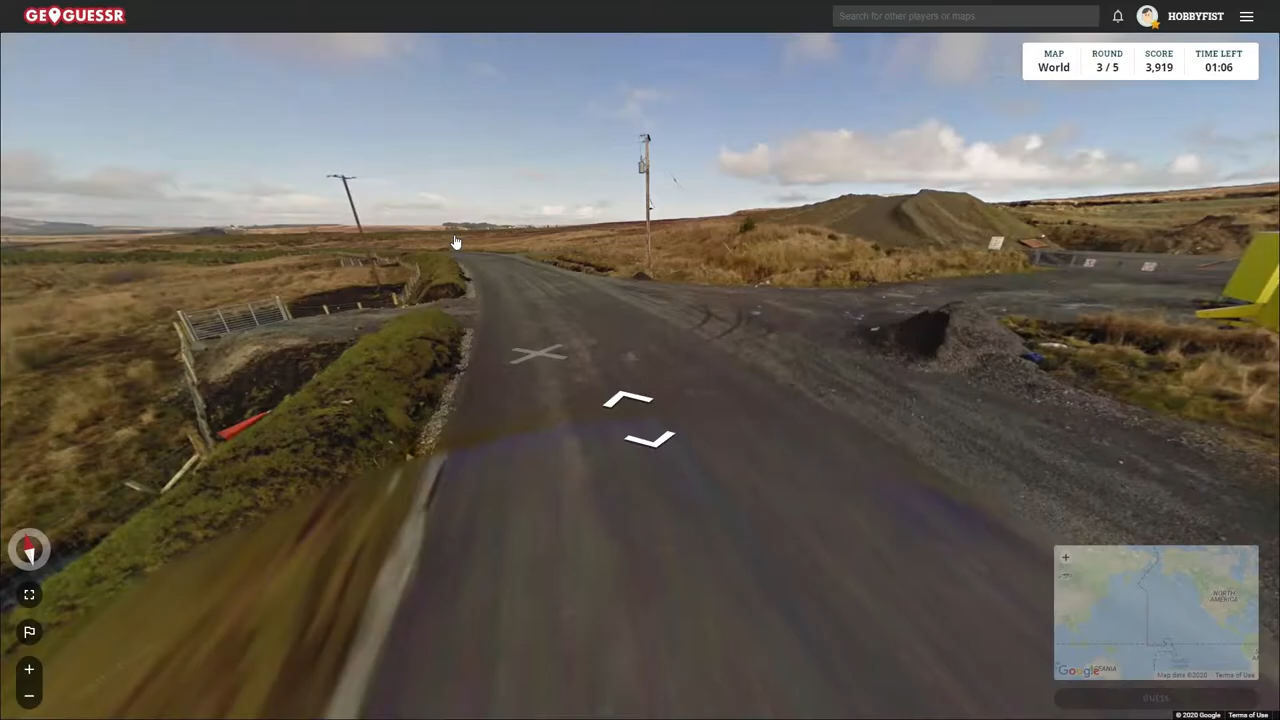 GEOGUESSR
Search for other players or maps
HOBBYFIST
MAP
World
ROUND
3 / 5
SCORE
3,919
TIME LEFT
01:06
NORTH
AMERICA
Google
Map data ©2020
Terms of Use
GUESS
© 2020 Google
Terms of Use